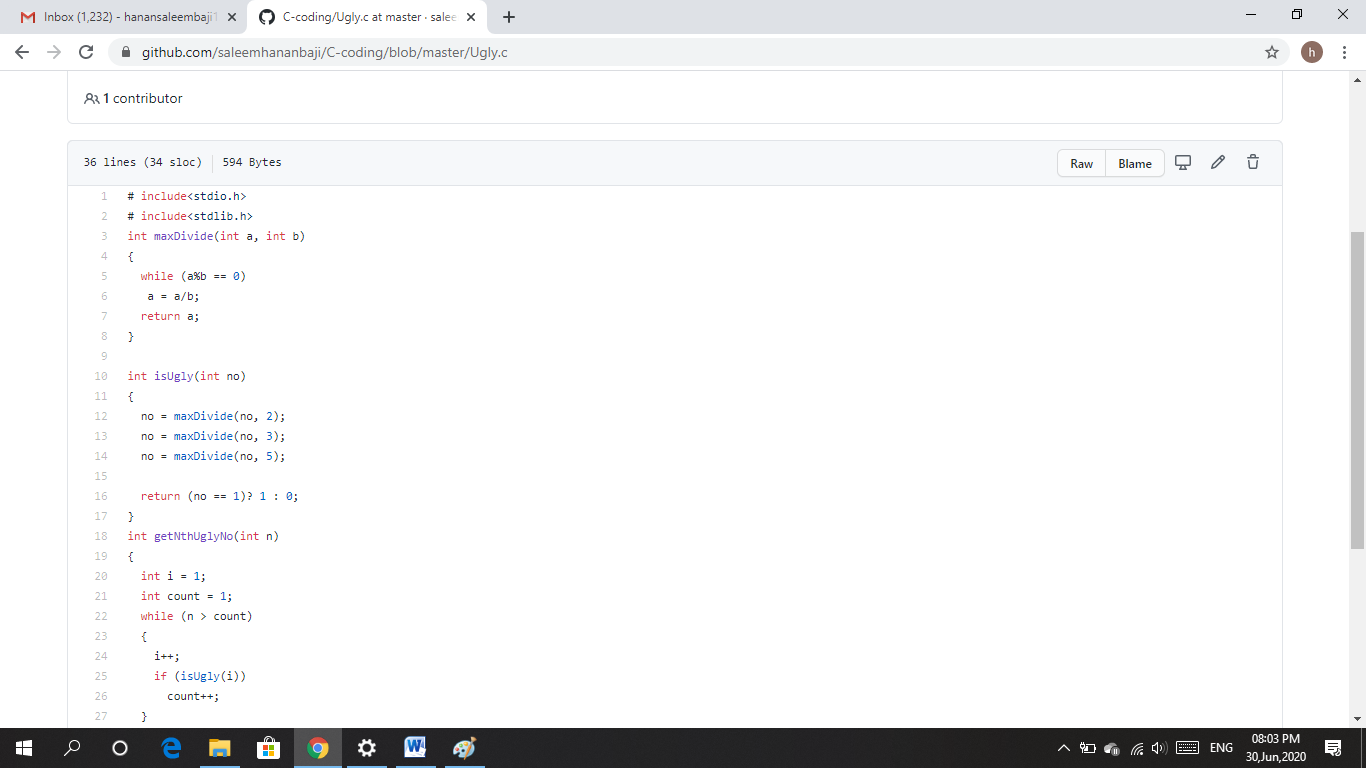 Inbox (1,232) - hanansaleembaji1
C-coding/Ugly.c at master · salee
github.com/saleemhananbaji/C-coding/blob/master/Ugly.c
h
1 contributor
36 lines (34 sloc) 594 Bytes
Raw Blame
1 # include<stdio.h>
2 # include<stdlib.h>
3 int maxDivide(int a, int b)
4 {
5 while (a%b == 0)
6 a = a/b;
7 return a;
8 }
9
10 int isUgly(int no)
11 {
12 no = maxDivide(no, 2);
13 no = maxDivide(no, 3);
14 no = maxDivide(no, 5);
15
16 return (no == 1)? 1 : 0;
17 }
18 int getNthUglyNo(int n)
19 {
20 int i = 1;
21 int count = 1;
22 while (n > count)
23 {
24 i++;
25 if (isUgly(i))
26 count++;
27 }
ENG
08:03 PM
30,Jun,2020